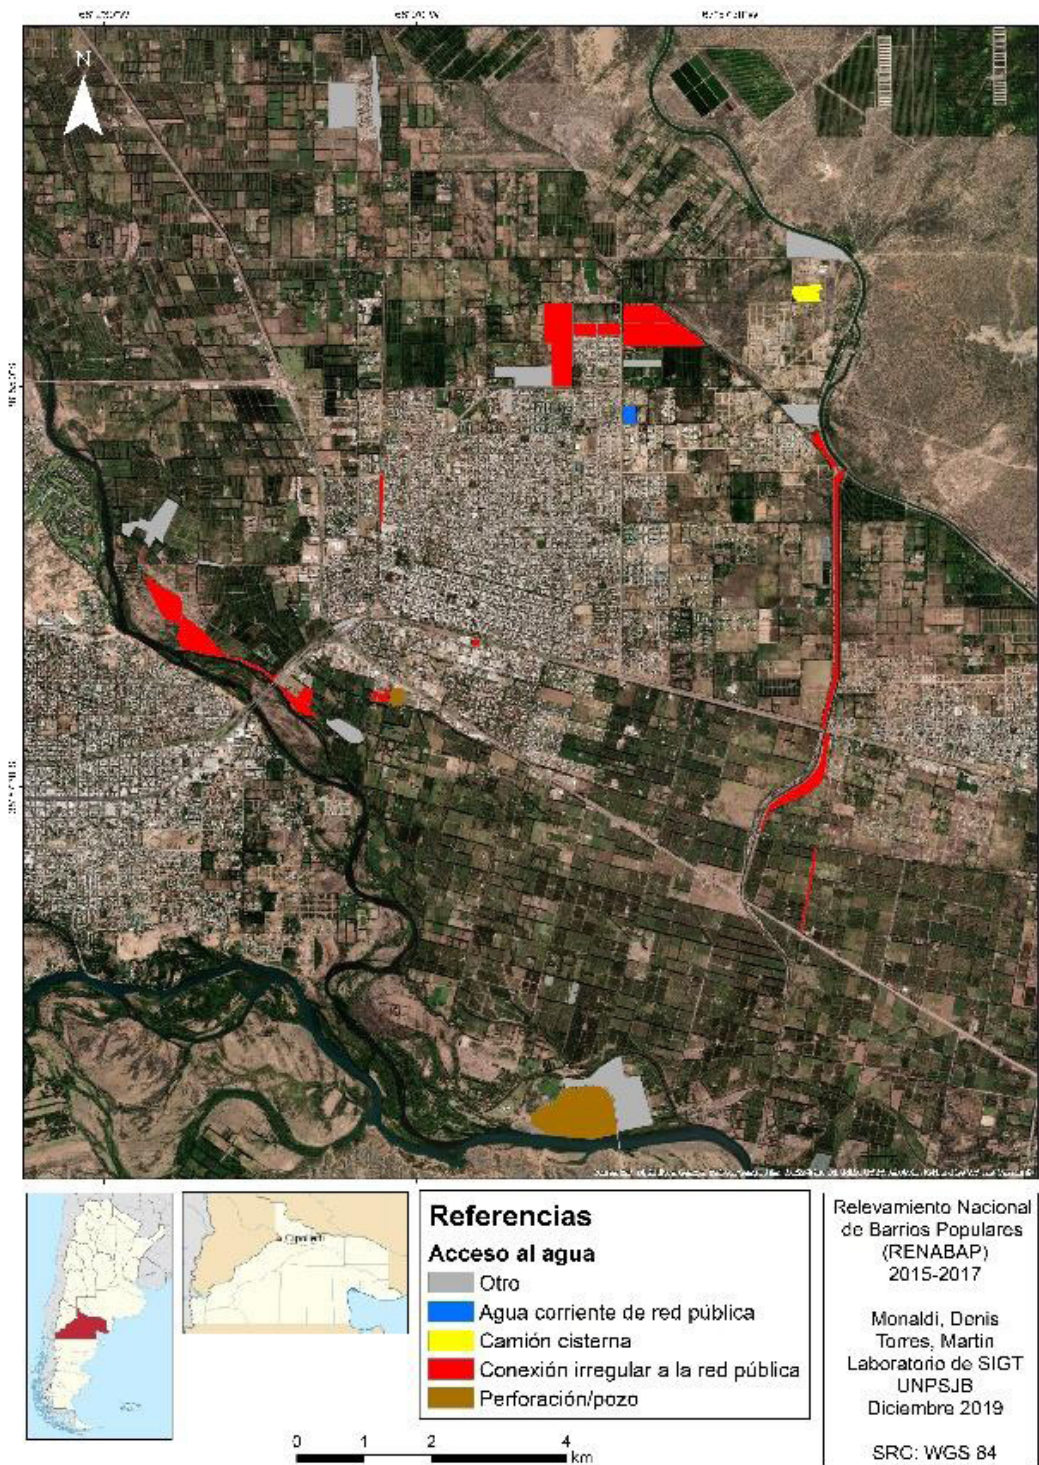 N
Referencias
Acceso al agua
Otro
Agua corriente de red pública
Camión cisterna
Conexión irregular a la red pública
Perforación/pozo
Relevamiento Nacional
de Barrios Populares
(RENABAP)
2015-2017
Monaldi, Denis
Torres, Martin
Laboratorio de SIGT
UNPSJB
Diciembre 2019
SRC: WGS 84
0 1 2 4
km